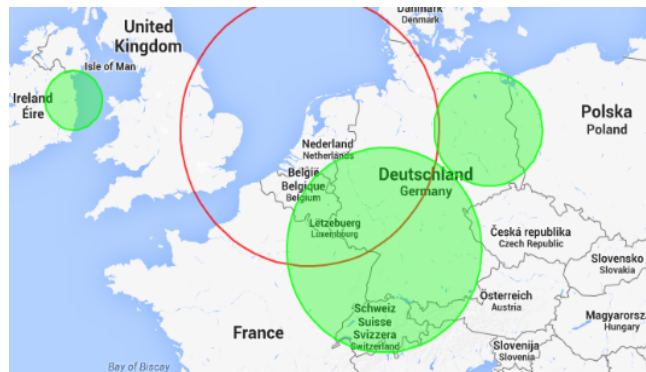 Danmark
Denmark
United
Kingdom
Isle of Man
Ireland
Éire
Polska
Poland
Nederland
Netherlands
België
Belgique
Belgium
Deutschland
Germany
Lëtzebuerg
Luxembourg
Česká republika
Czech Republic
Slovensko
Slovakia
Österreich
Austria
Schweiz
Suisse
Svizzera
Switzerland
Magyarorsz
Hungary
France
Slovenija
Slovenia
Bay of Biscay